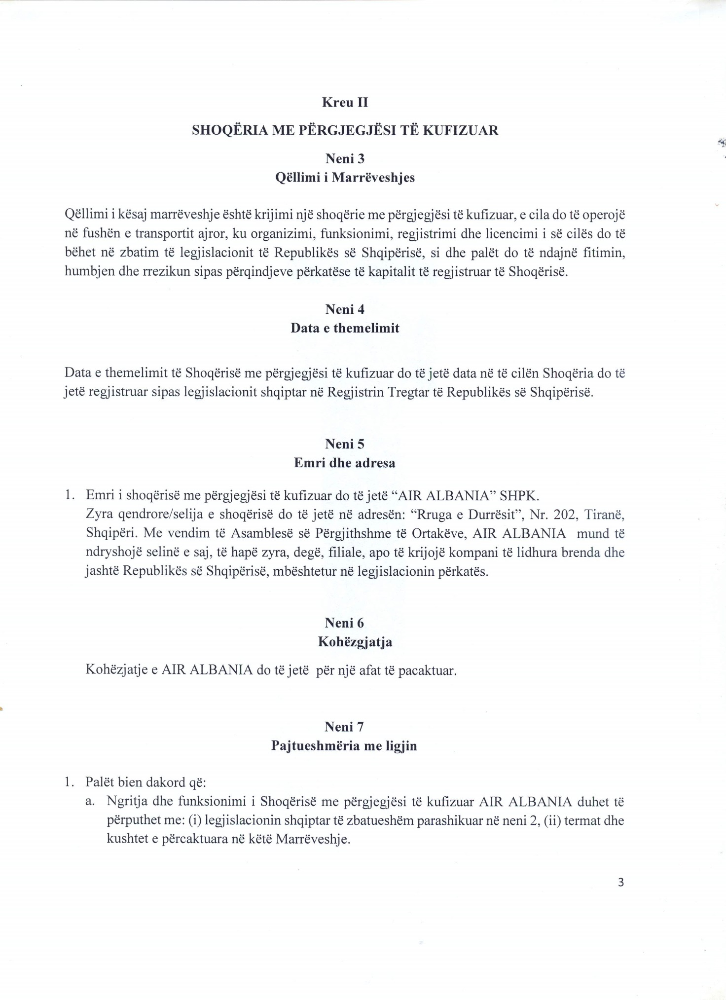 Kreu II
SHOQËRIA ME PËRGJEGJËSI TË KUFIZUAR
Neni 3
Qëllimi i Marrëveshjes
Qëllimi i kësaj marrëveshje është krijimi një shoqërie me përgjegjësi të kufizuar, e cila do të operojë
në fushën e transportit ajror, ku organizimi, funksionimi, regjistrimi dhe licencimi i së cilës do të
bëhet në zbatim të legjislacionit të Republikës së Shqipërisë, si dhe palët do të ndajnë fitimin,
humbjen dhe rrezikun sipas përqindjeve përkatëse të kapitalit të regjistruar të Shoqërisë.
Neni 4
Data e themelimit
Data e themelimit të Shoqërisë me përgjegjësi të kufizuar do të jetë data në të cilën Shoqëria do të
jetë regjistruar sipas legjislacionit shqiptar në Regjistrin Tregtar të Republikës së Shqipërisë.
Neni 5
Emri dhe adresa
1. Emri i shoqërisë me përgjegjësi të kufizuar do të jetë “AIR ALBANIA” SHPK.
Zyra qendrore/selija e shoqërisë do të jetë në adresën: “Rruga e Durrësit”, Nr. 202, Tiranë,
Shqipëri. Me vendim të Asamblesë së Përgjithshme të Ortakëve, AIR ALBANIA mund të
ndryshojë selinë e saj, të hapë zyra, degë, filiale, apo të krijojë kompani të lidhura brenda dhe
jashtë Republikës së Shqipërisë, mbështetur në legjislacionin përkatës.
Neni 6
Kohëzgjatja
Kohëzjatje e AIR ALBANIA do të jetë për një afat të pacaktuar.
Neni 7
Pajtueshmëria me ligjin
1. Palët bien dakord që:
a. Ngritja dhe funksionimi i Shoqërisë me përgjegjësi të kufizuar AIR ALBANIA duhet të
përputhet me: (i) legjislacionin shqiptar të zbatueshëm parashikuar në neni 2, (ii) termat dhe
kushtet e përcaktuara në këtë Marrëveshje.
3